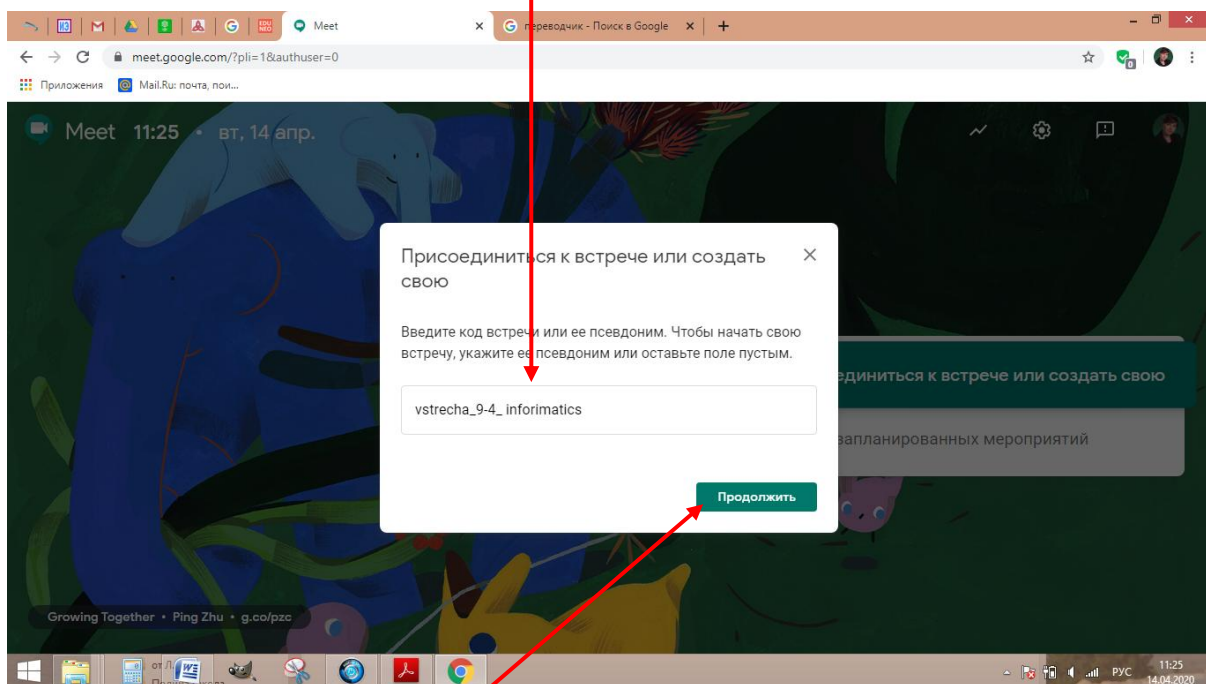 Meet
переводчик - Поиск в Google
meet.google.com/?pli=1&authuser=0
Приложения
Mail.Ru: почта, пои...
Meet 11:25 • вт, 14 апр.
Присоединиться к встрече или создать
свою
Введите код встречи или ее псевдоним. Чтобы начать свою
встречу, укажите ее псевдоним или оставьте поле пустым.
vstrecha_9-4_ inforimatics
единиться к встрече или создать свою
запланированных мероприятий
Продолжить
Growing Together • Ping Zhu • g.co/pzc
РУС
11:25
14.04.2020